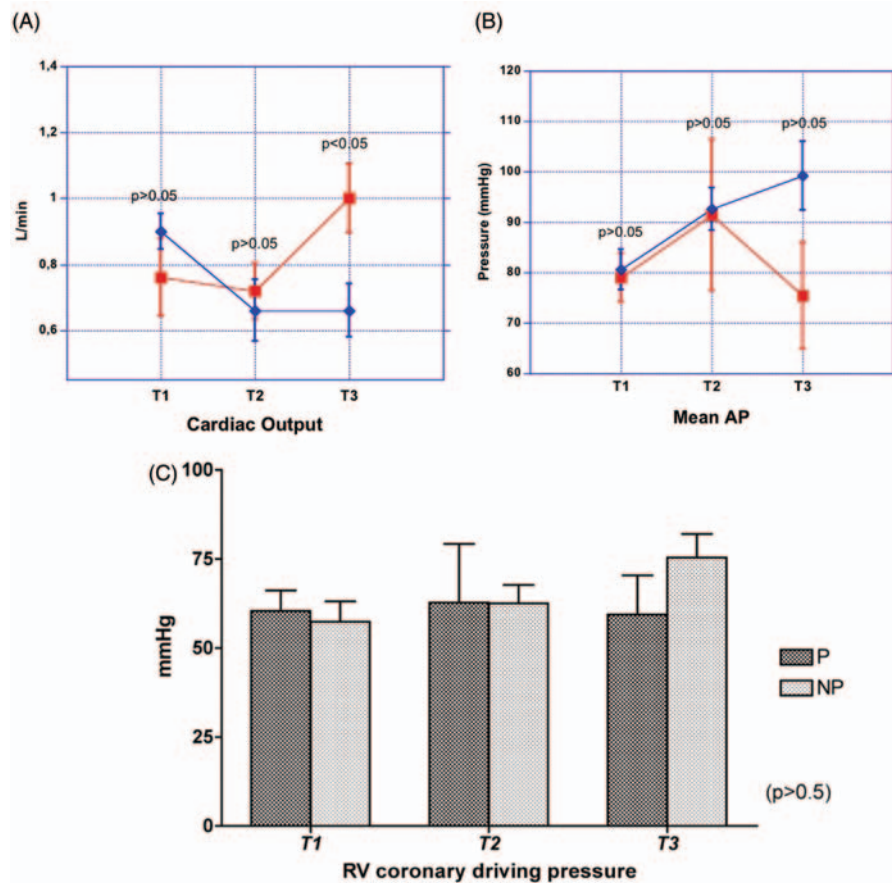 (A)
1,4
1,2
1
0,8
0,6
L/min
p>0.05
p>0.05
p<0.05
T1 T2 T3
Cardiac Output
(B)
120
110
100
90
80
70
60
Pressure (mmHg)
p>0.05
p>0.05
p>0.05
T1 T2 T3
Mean AP
(C)
100
75
50
25
0
mmHg
T1 T2 T3
RV coronary driving pressure
P
NP
(p>0.5)